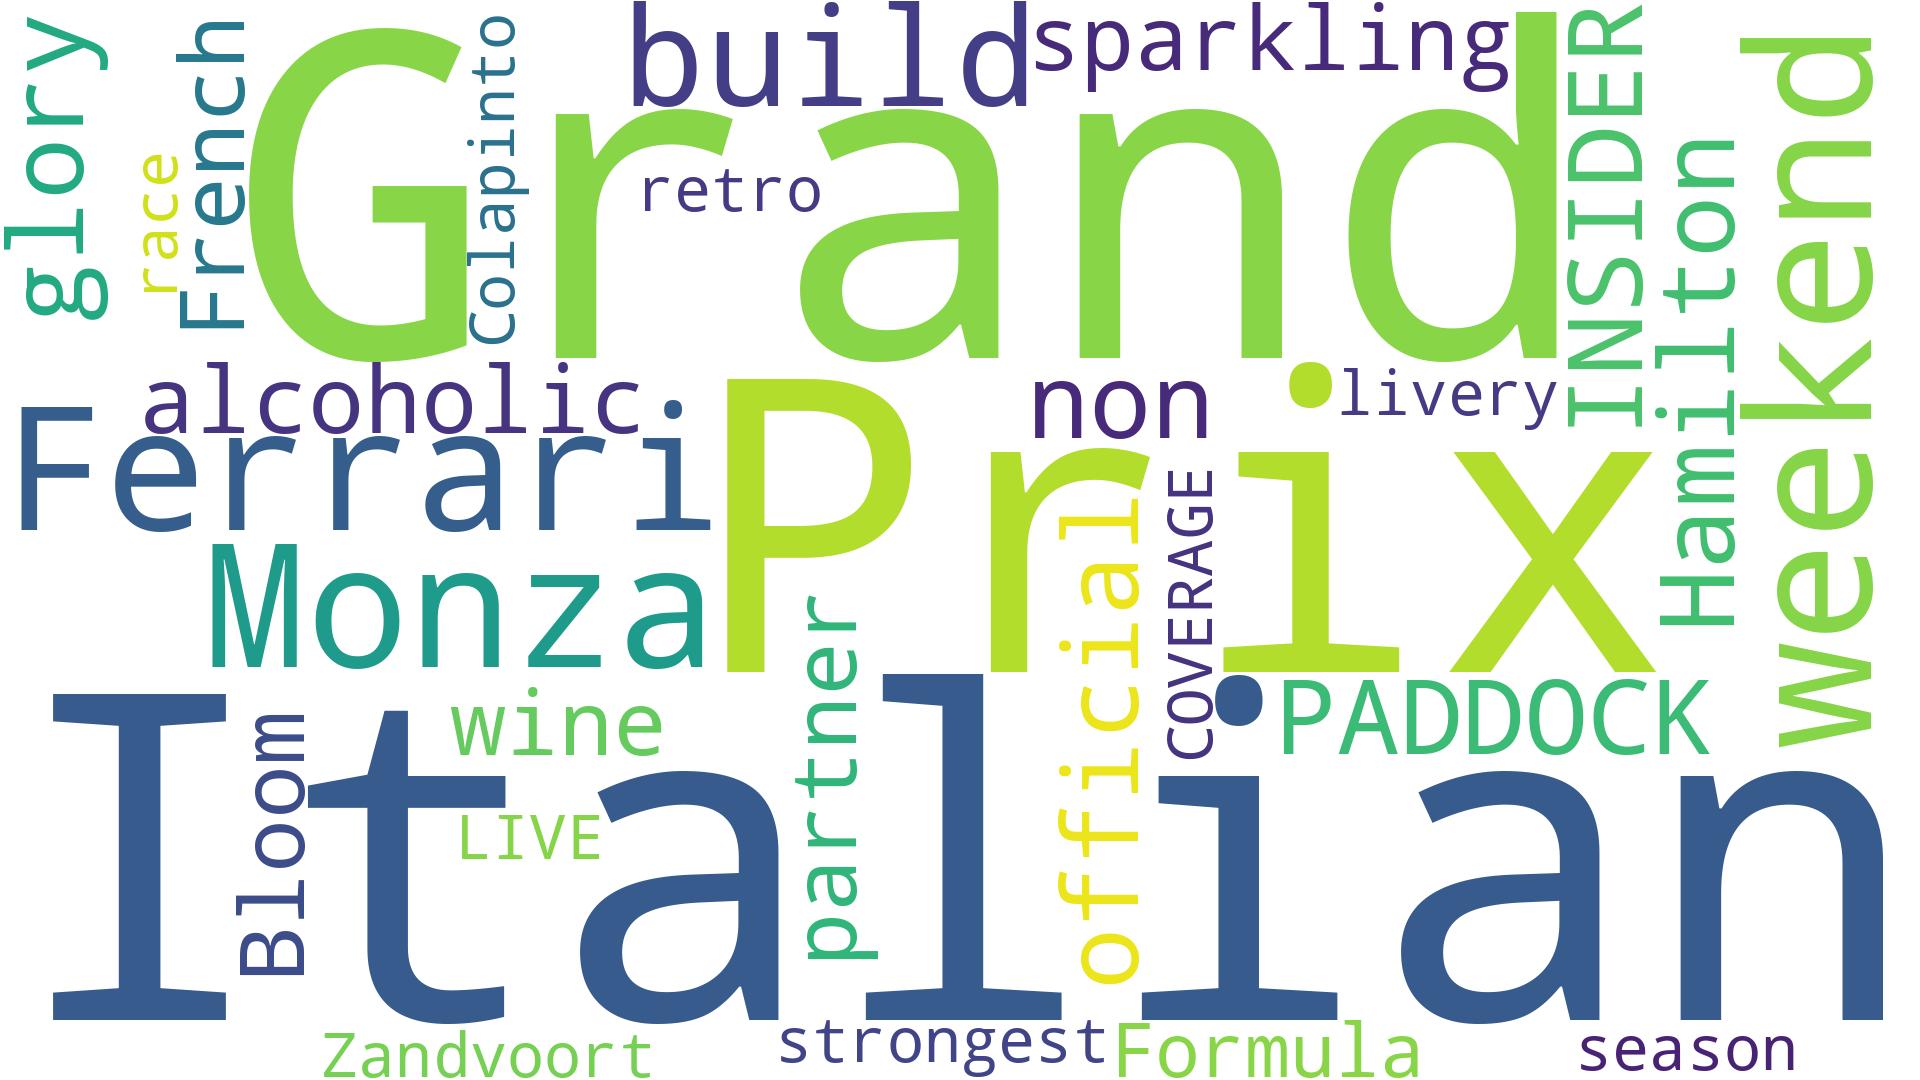 glory
race
French
Grand
Colapinto
build
sparkling
retro
INSIDER
Hamilton
weekend
alcoholic
Ferrari
Prix
non
livery
Monza
official
COVERAGE
partner
PADDOCK
wine
Italian
Bloom
LIVE
Zandvoort
strongest
Formula
season